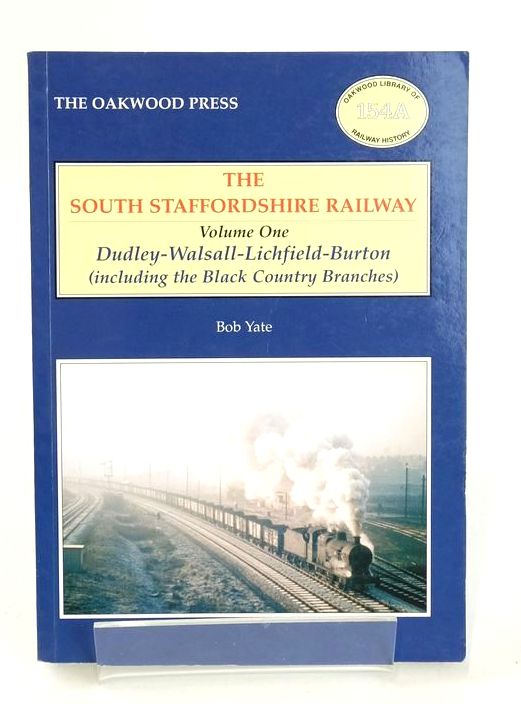 THE OAKWOOD PRESS
OAKWOOD LIBRARY OF
154A
RAILWAY HISTORY
THE
SOUTH STAFFORDSHIRE RAILWAY
Volume One
Dudley-Walsall-Lichfield-Burton
(including the Black Country Branches)
Bob Yate